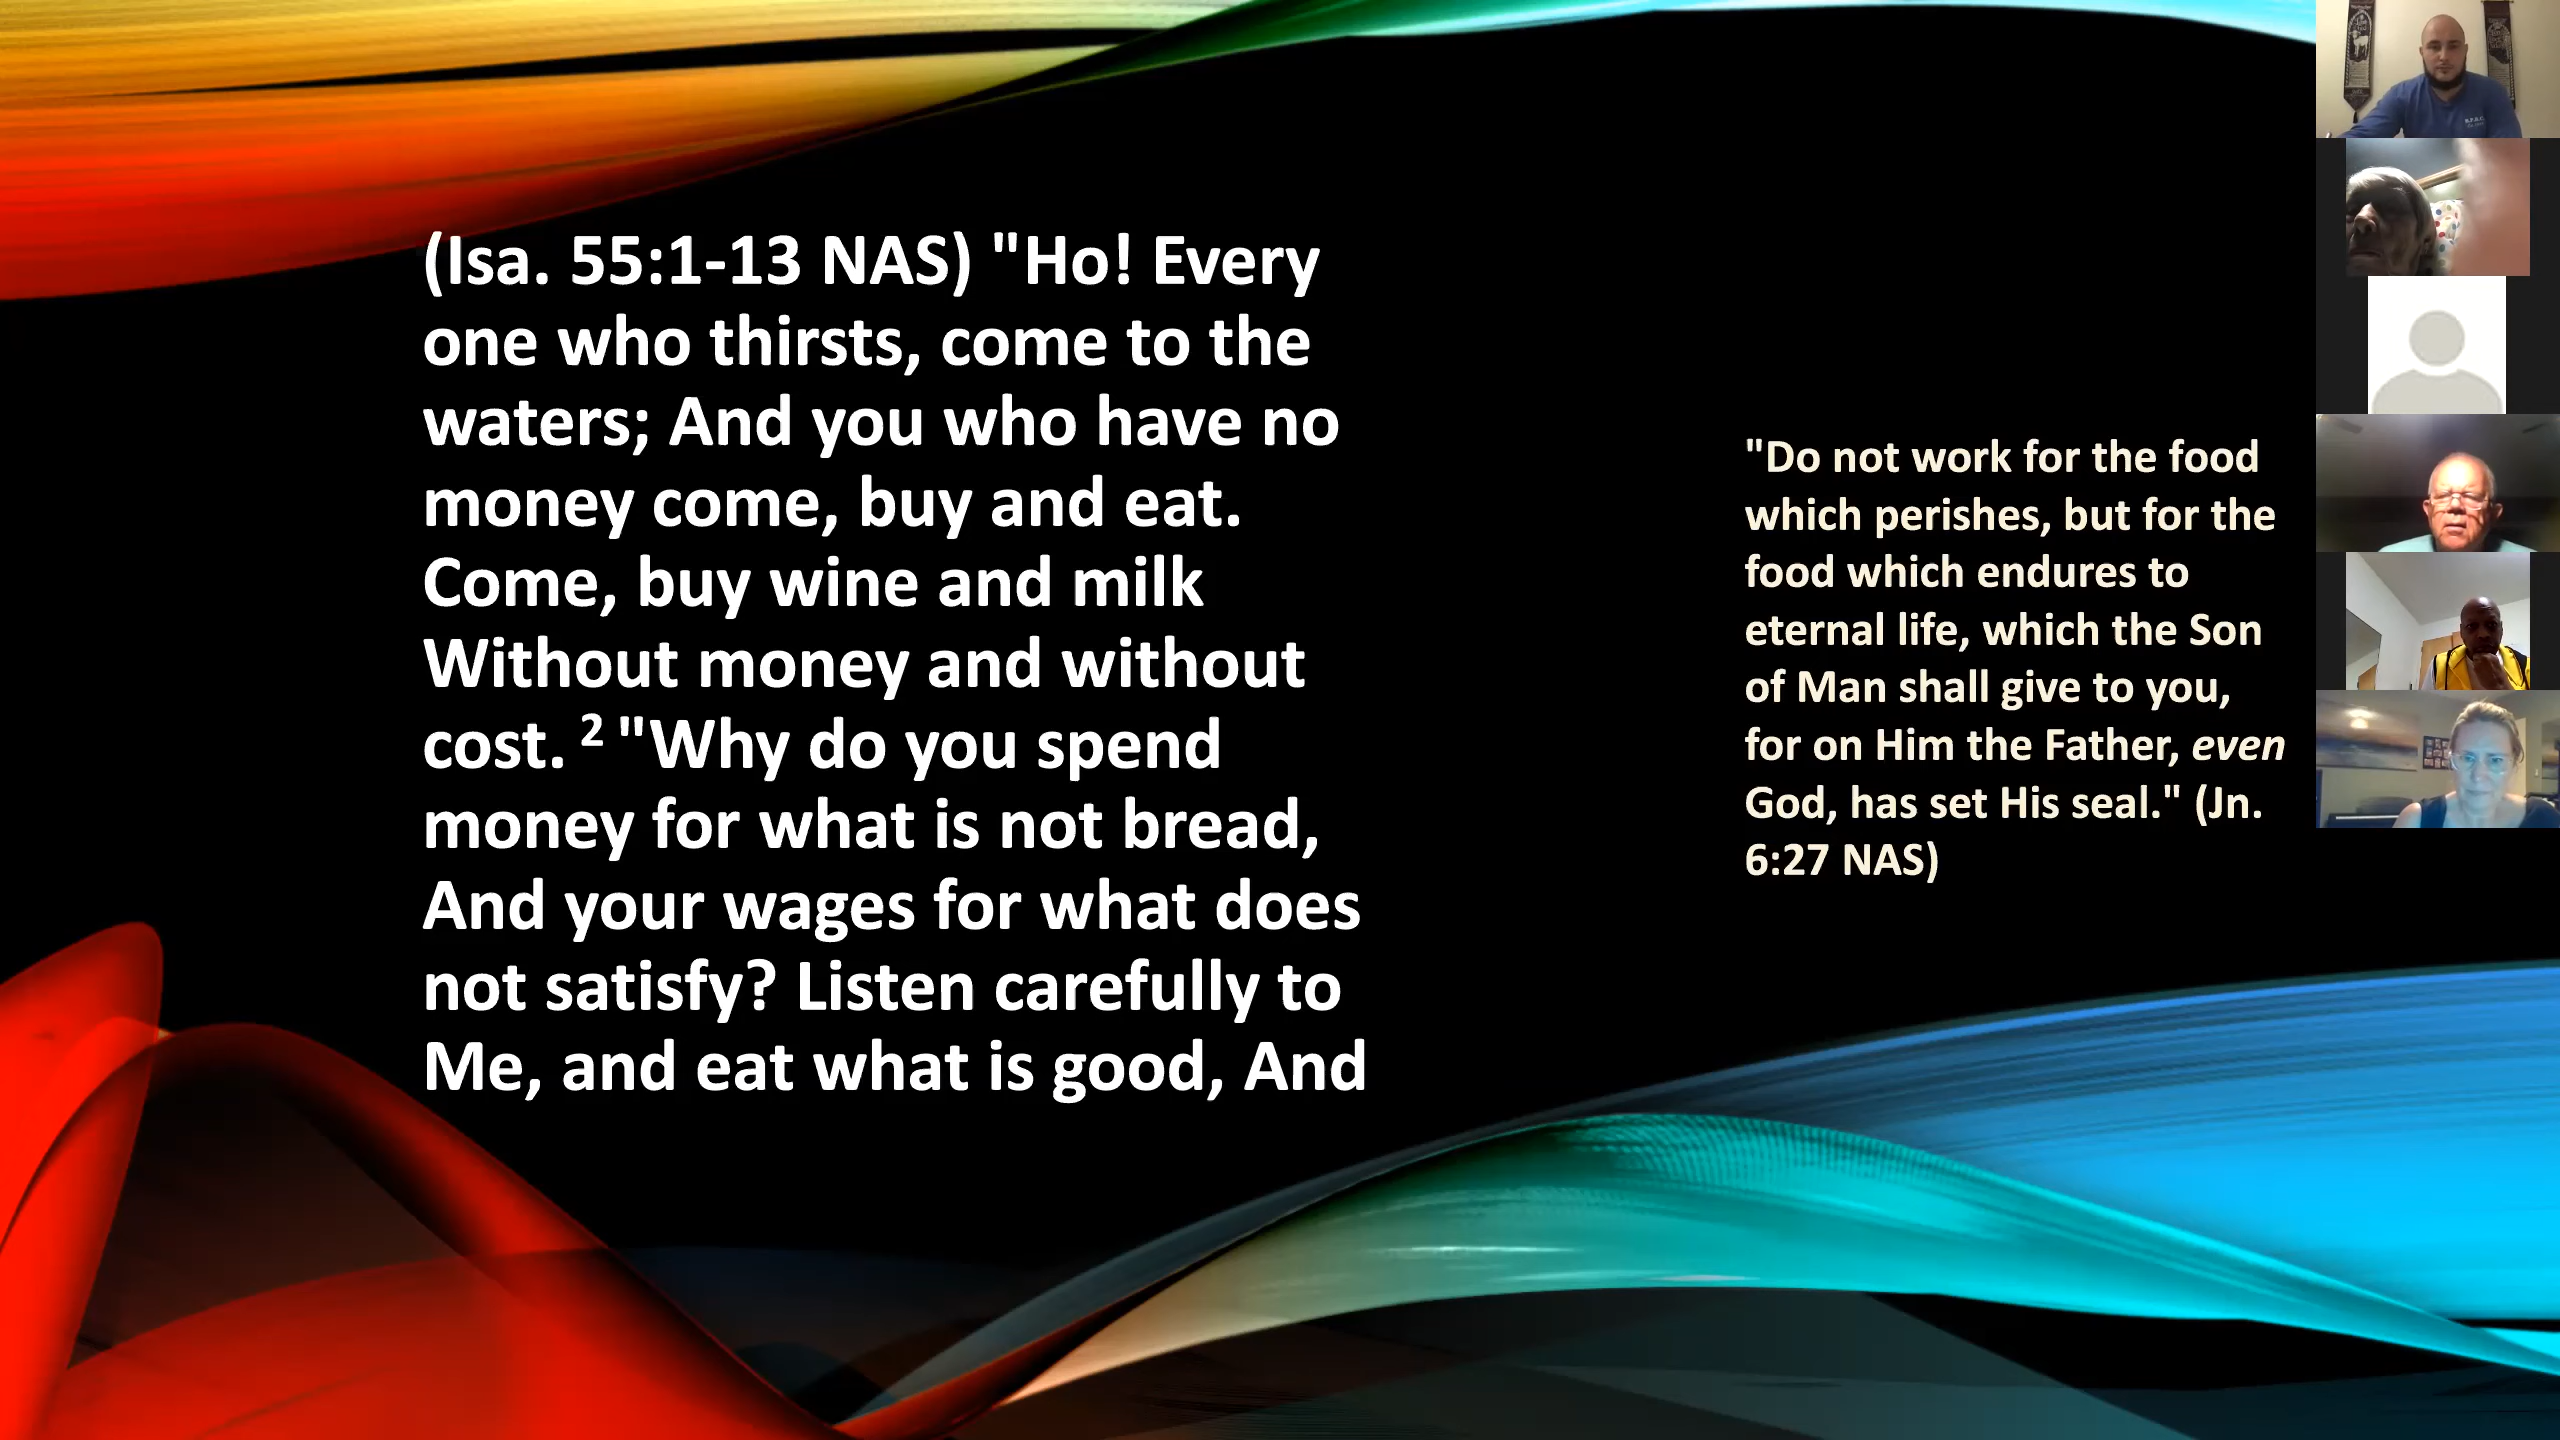 (Isa. 55:1-13 NAS) "Ho! Every
one who thirsts, come to the
waters; And you who have no
money come, buy and eat.
Come, buy wine and milk
Without money and without
cost. ² "Why do you spend
money for what is not bread,
And your wages for what does
not satisfy? Listen carefully to
Me, and eat what is good, And
"Do not work for the food
which perishes, but for the
food which endures to
eternal life, which the Son
of Man shall give to you,
for on Him the Father, even
God, has set His seal." (Jn.
6:27 NAS)